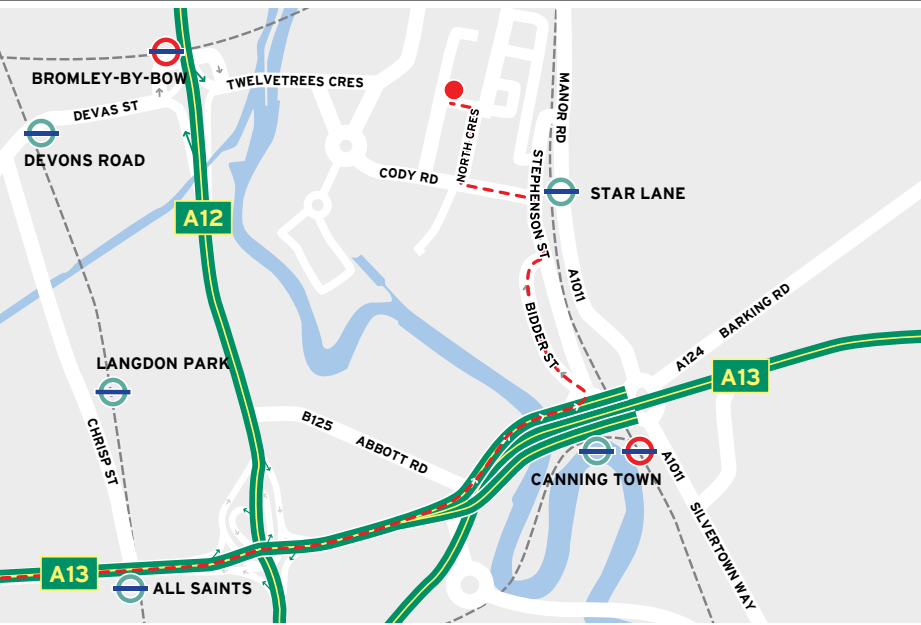 BROMLEY-BY-BOW
TWELVETREES CRES
DEVAS ST
DEVONS ROAD
NORTH CRES
MANOR RD
STEPHENSON ST
CODY RD
STAR LANE
A12
A1011
BIDDER ST
BARKING RD
A124
A13
LANGDON PARK
CHRISP ST
B125
ABBOTT RD
CANNING TOWN
A1011
SILVERTOWN WAY
A13
ALL SAINTS